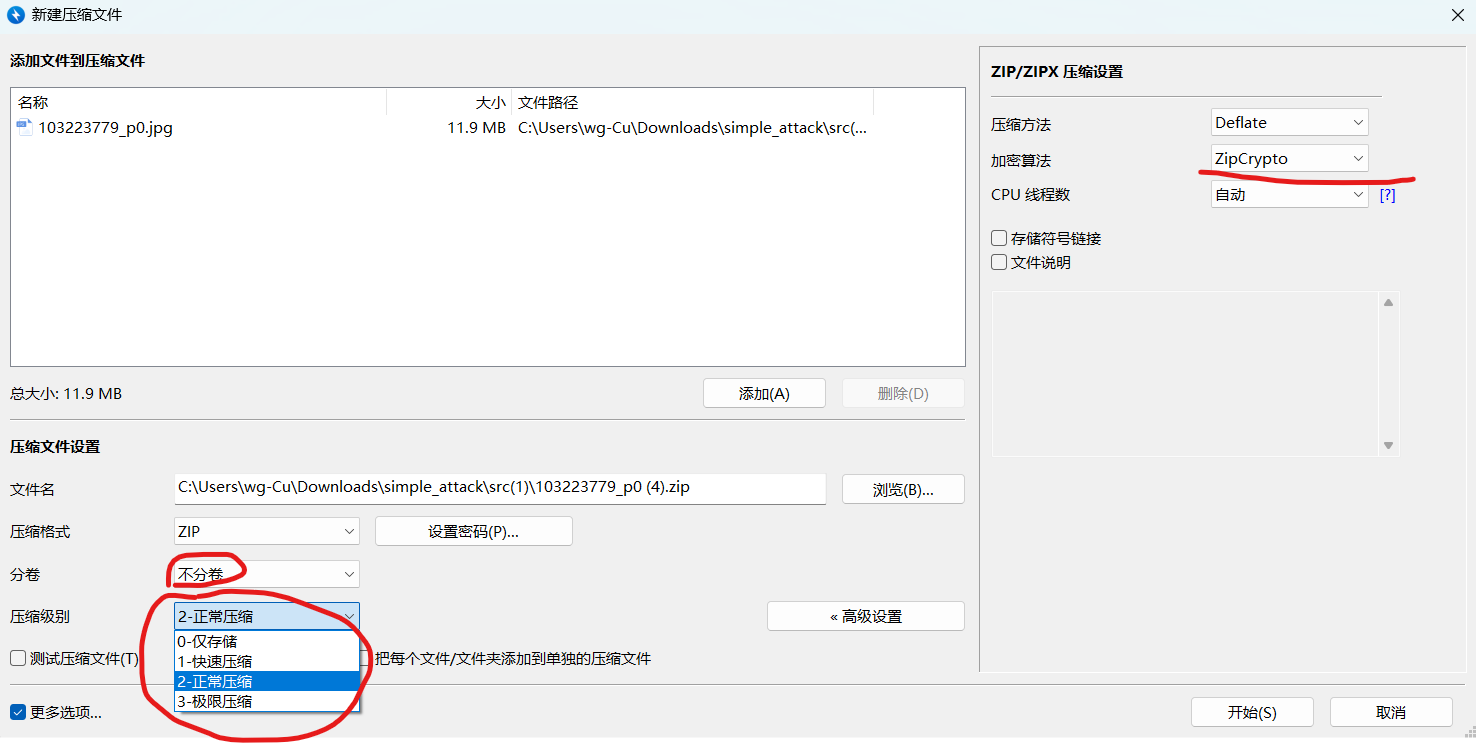 新建压缩文件
添加文件到压缩文件
名称 大小 文件路径
103223779_p0.jpg 11.9 MB C:\Users\wg-Cu\Downloads\simple_attack\src(...
总大小: 11.9 MB 添加(A) 删除(D)
压缩文件设置
文件名 C:\Users\wg-Cu\Downloads\simple_attack\src(1)\103223779_p0 (4).zip 浏览(B)...
压缩格式 ZIP 设置密码(P)...
分卷 不分卷
压缩级别 2-正常压缩 « 高级设置
0-仅存储
1-快速压缩
2-正常压缩
3-极限压缩
测试压缩文件(T) 把每个文件/文件夹添加到单独的压缩文件
更多选项...
ZIP/ZIPX 压缩设置
压缩方法 Deflate
加密算法 ZipCrypto
CPU 线程数 自动 [?]
存储符号链接
文件说明
开始(S) 取消